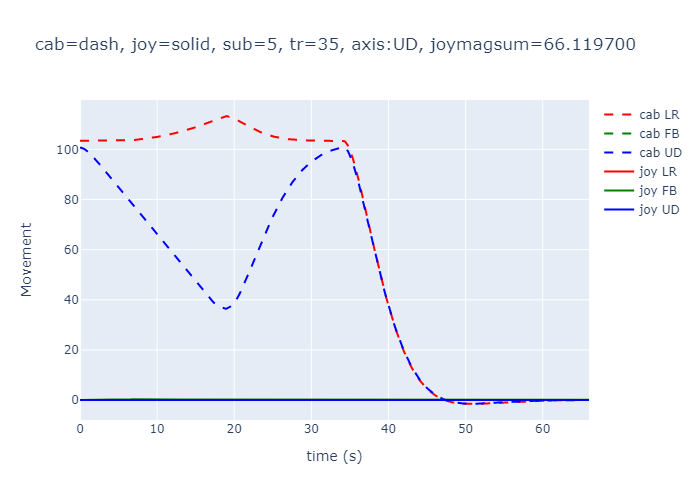 cab=dash, joy=solid, sub=5, tr=35, axis:UD, joymagsum=66.119700
cab LR
cab FB
cab UD
joy LR
joy FB
joy UD
Movement
100
80
60
40
20
0
0 10 20 30 40 50 60
time (s)